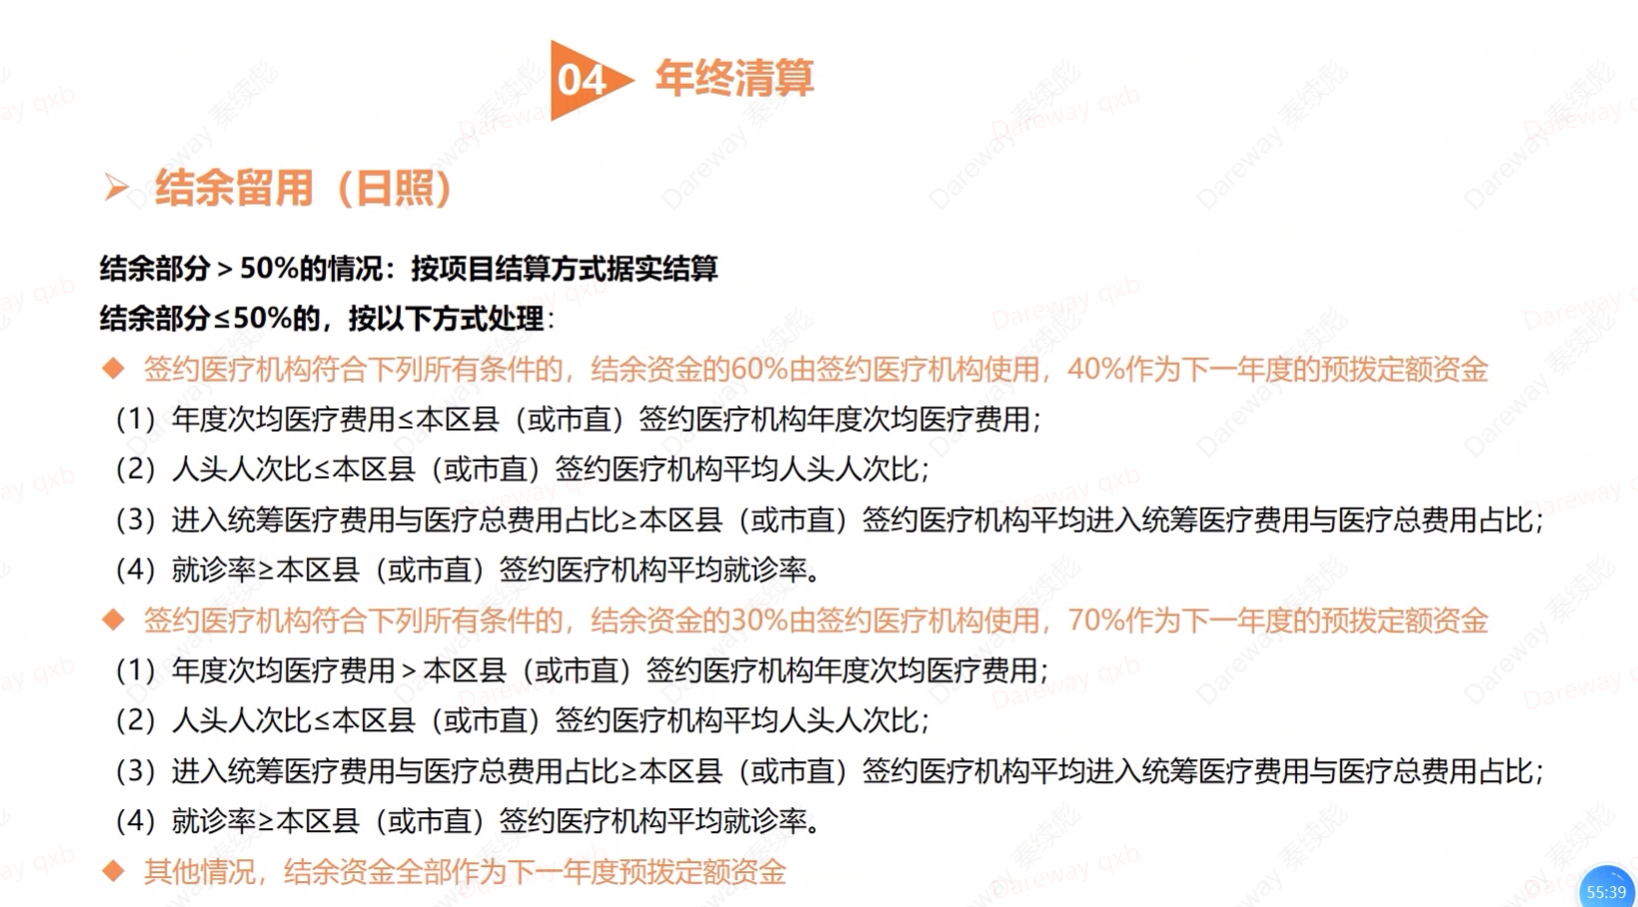 04 年终清算
结余留用（日照）
结余部分＞50%的情况：按项目结算方式据实结算
结余部分≤50%的，按以下方式处理：
签约医疗机构符合下列所有条件的，结余资金的60%由签约医疗机构使用，40%作为下一年度的预拨定额资金
（1）年度次均医疗费用≤本区县（或市直）签约医疗机构年度次均医疗费用；
（2）人头人次比≤本区县（或市直）签约医疗机构平均人头人次比；
（3）进入统筹医疗费用与医疗总费用占比≥本区县（或市直）签约医疗机构平均进入统筹医疗费用与医疗总费用占比；
（4）就诊率≥本区县（或市直）签约医疗机构平均就诊率。
签约医疗机构符合下列所有条件的，结余资金的30%由签约医疗机构使用，70%作为下一年度的预拨定额资金
（1）年度次均医疗费用＞本区县（或市直）签约医疗机构年度次均医疗费用；
（2）人头人次比≤本区县（或市直）签约医疗机构平均人头人次比；
（3）进入统筹医疗费用与医疗总费用占比≥本区县（或市直）签约医疗机构平均进入统筹医疗费用与医疗总费用占比；
（4）就诊率≥本区县（或市直）签约医疗机构平均就诊率。
其他情况，结余资金全部作为下一年度预拨定额资金
55:39
Dareway 秦续彪
Dareway qxb